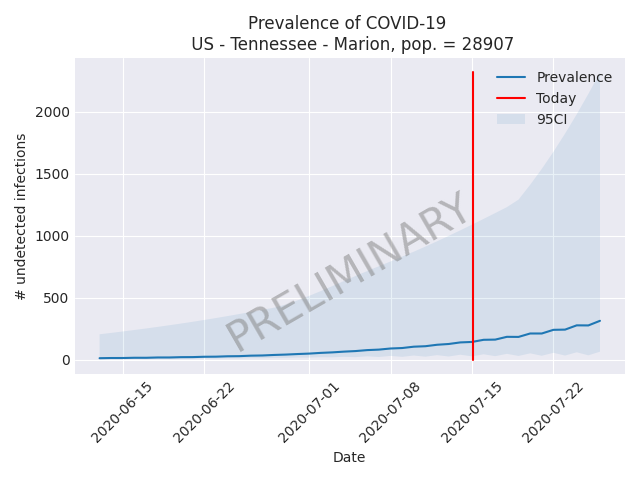 Prevalence of COVID-19
US - Tennessee - Marion, pop. = 28907
Prevalence
Today
95CI
PRELIMINARY
# undetected infections
2000
1500
1000
500
0
2020-06-15
2020-06-22
2020-07-01
2020-07-08
2020-07-15
2020-07-22
Date